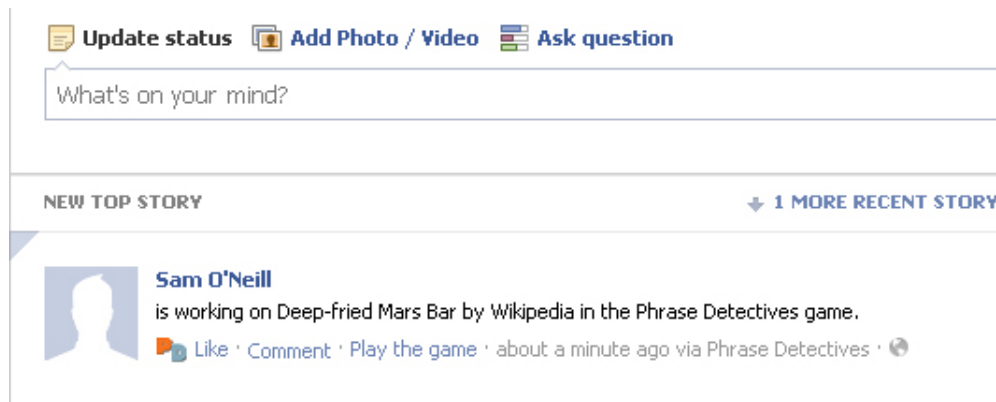 Update status Add Photo / Video Ask question
What's on your mind?
NEW TOP STORY 1 MORE RECENT STORY
Sam O'Neill
is working on Deep-fried Mars Bar by Wikipedia in the Phrase Detectives game.
Like · Comment · Play the game · about a minute ago via Phrase Detectives ·